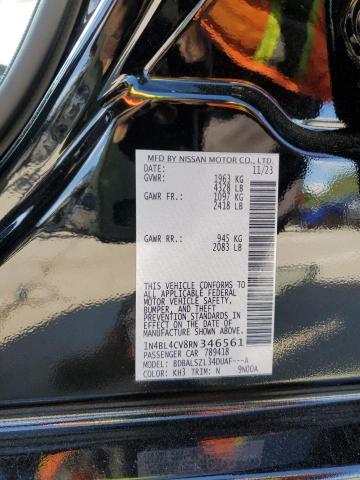 MFD BY NISSAN MOTOR CO., LTD.
11/23
GVWR: 1963 KG
4328 LB
GAWR FR.: 1097 KG
2418 LB
GAWR RR.: 945 KG
2083 LB
THIS VEHICLE CONFORMS TO
ALL APPLICABLE FEDERAL
MOTOR VEHICLE SAFETY,
BUMPER, AND THEFT
PREVENTION STANDARDS IN
EFFECT ON THE DATE OF
MANUFACTURE SHOWN ABOVE.
1N4BL4CV8RN346561
PASSENGER CAR 789418
MODEL: BDBALSZL34DUAF---A
COLOR: KH3 TRIM: N 9N00A